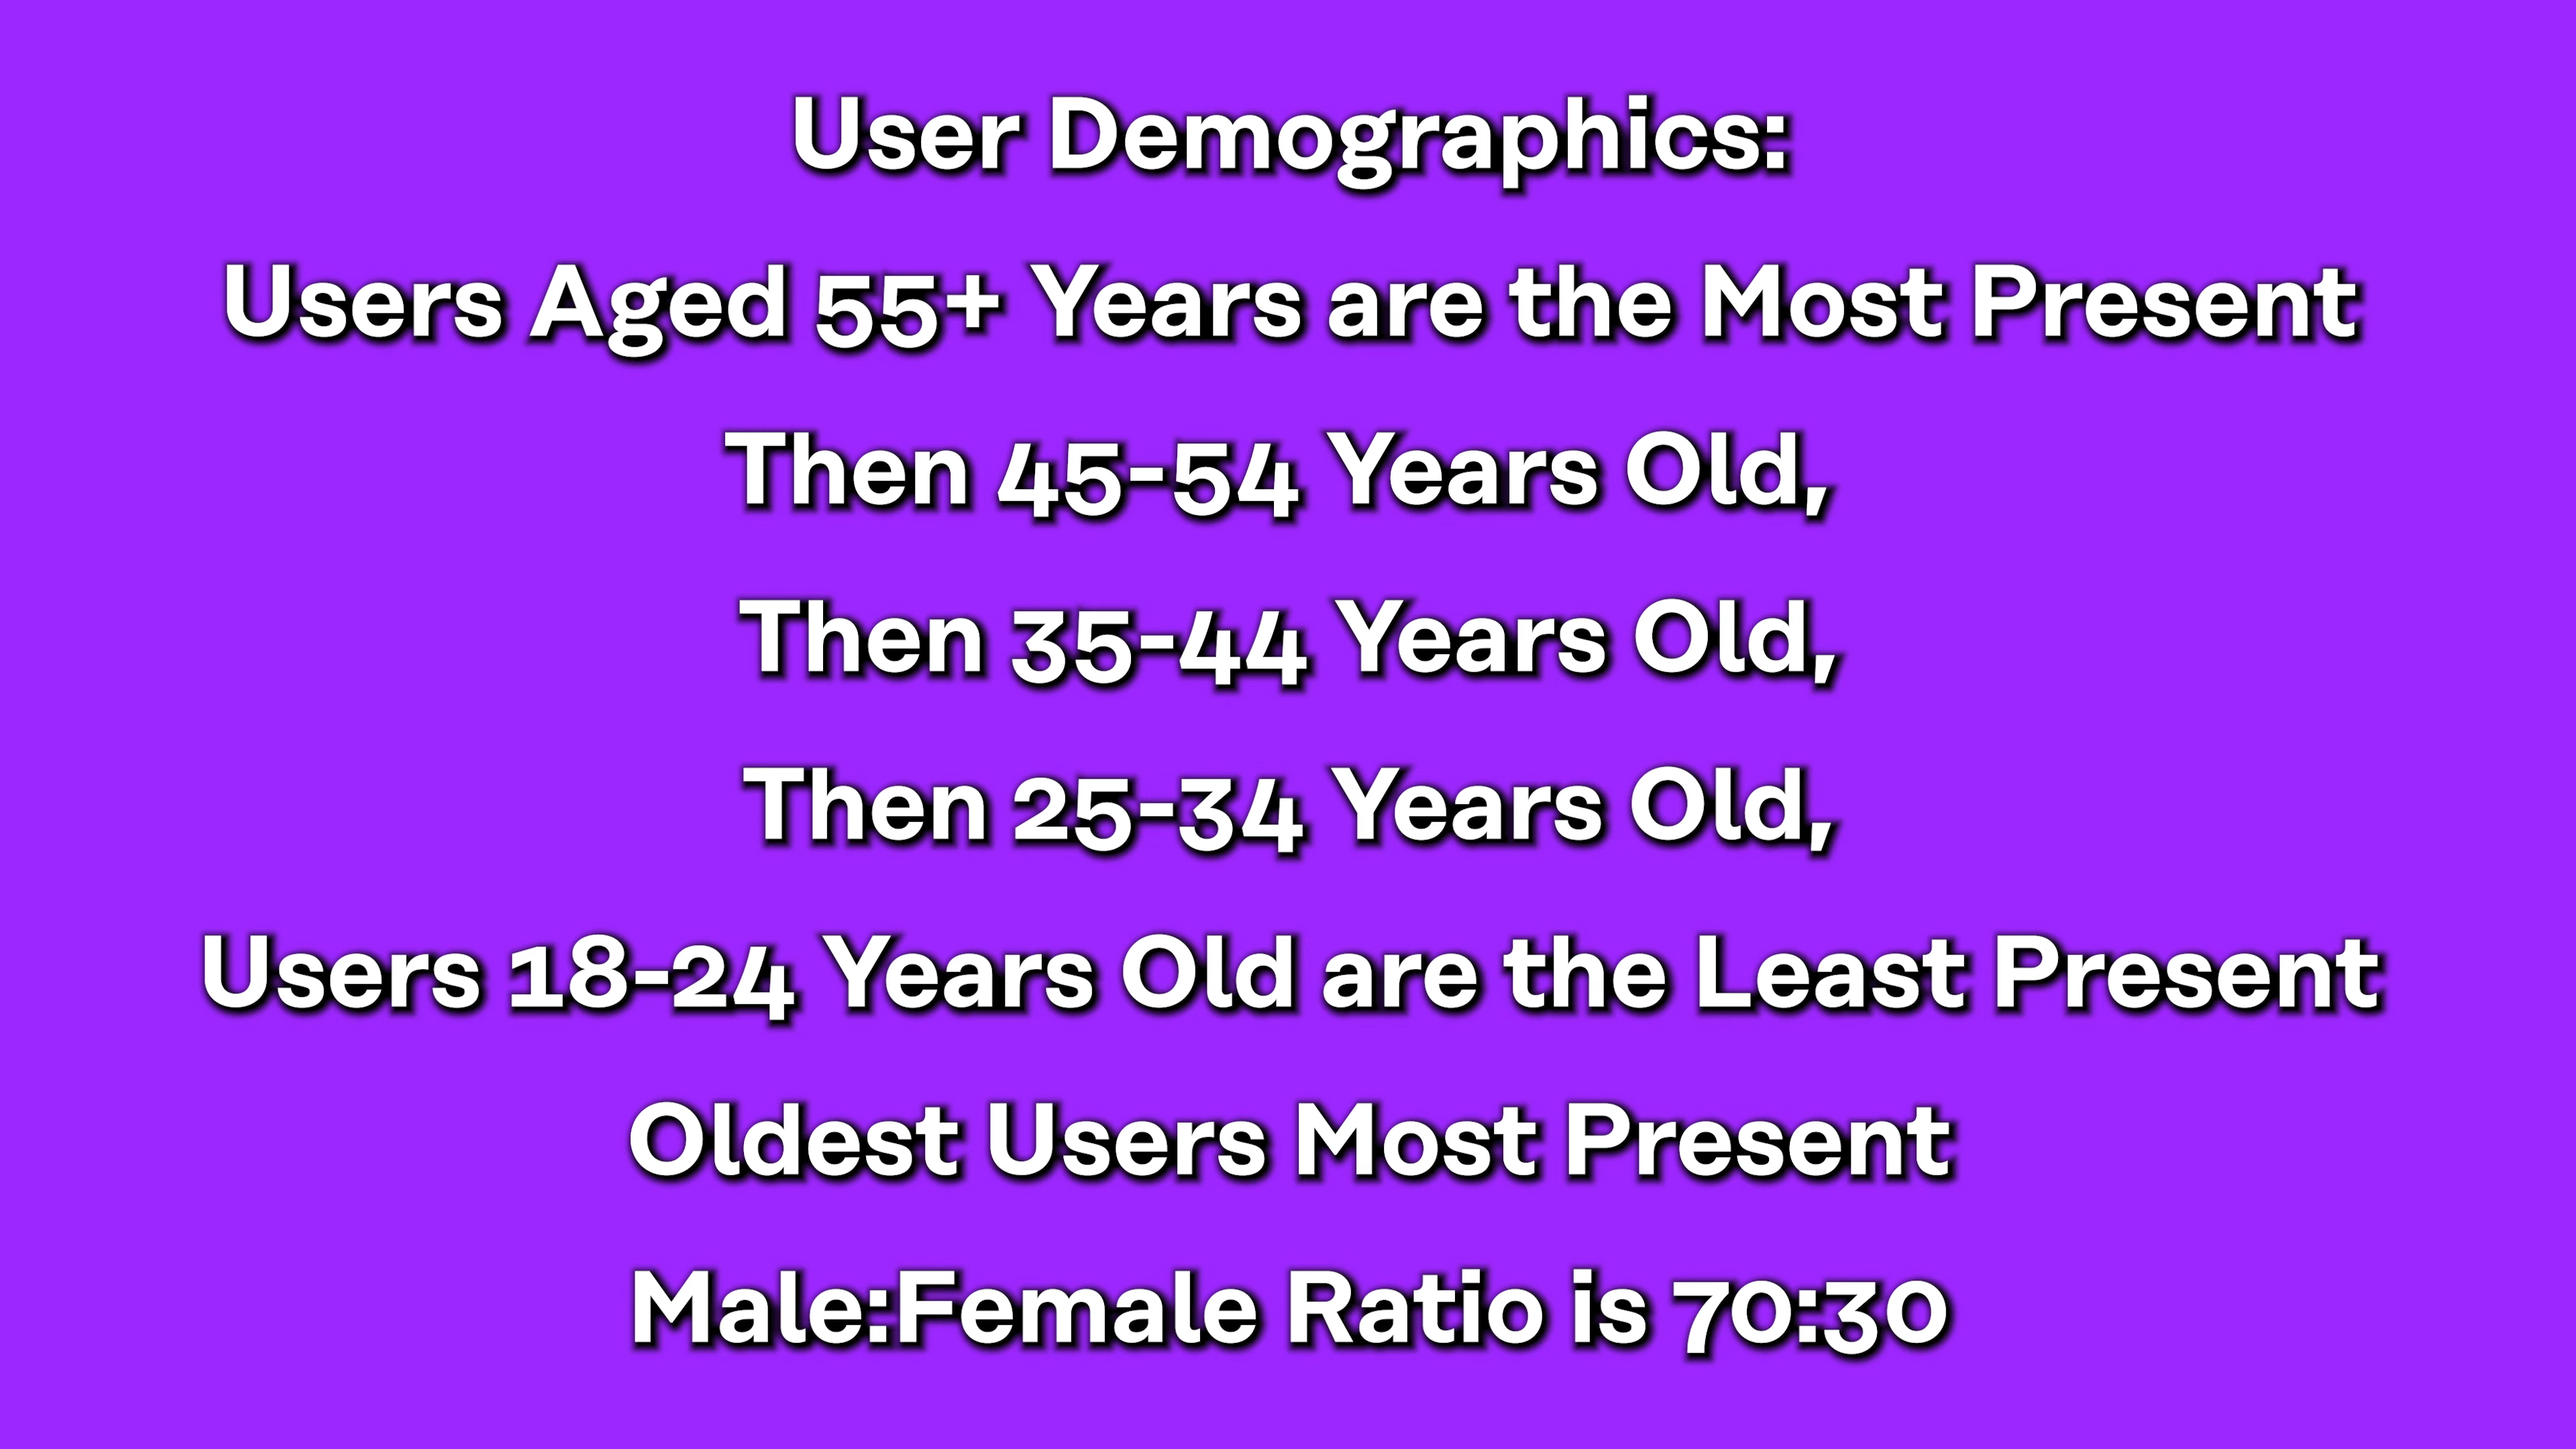 User Demographics:
Users Aged 55+ Years are the Most Present
Then 45-54 Years Old,
Then 35-44 Years Old,
Then 25-34 Years Old,
Users 18-24 Years Old are the Least Present
Oldest Users Most Present
Male:Female Ratio is 70:30